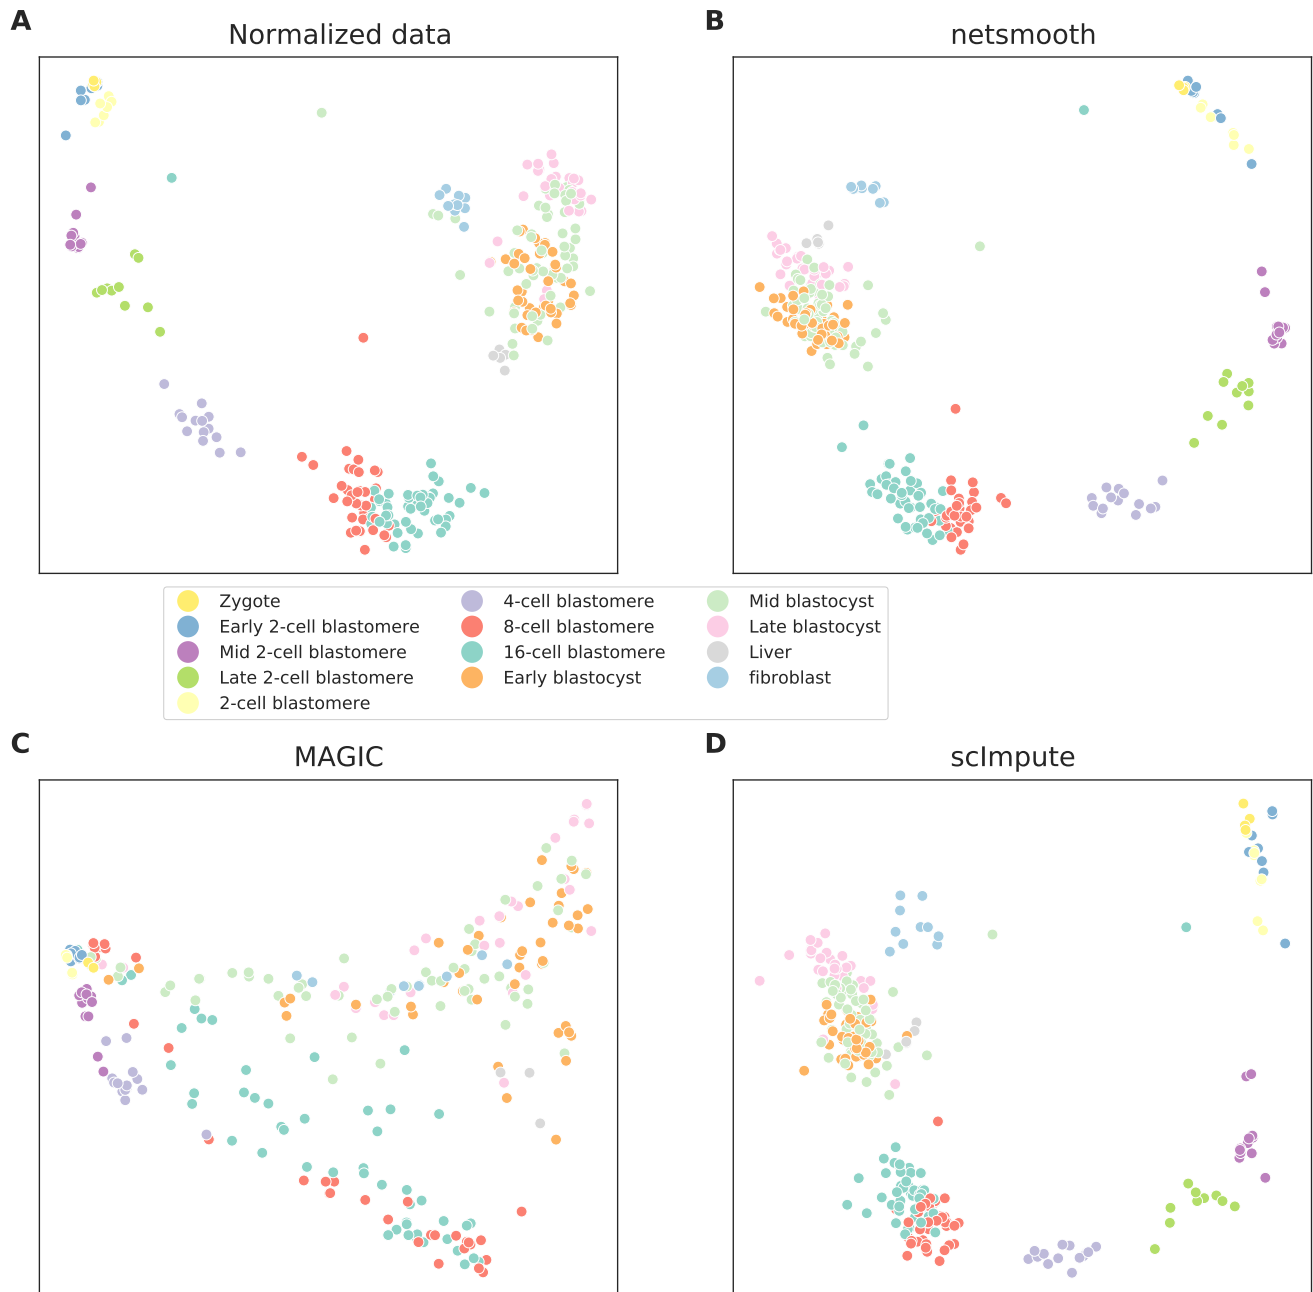 A
Normalized data
B
netsmooth
Zygote
Early 2-cell blastomere
Mid 2-cell blastomere
Late 2-cell blastomere
2-cell blastomere
4-cell blastomere
8-cell blastomere
16-cell blastomere
Early blastocyst
Mid blastocyst
Late blastocyst
Liver
fibroblast
C
MAGIC
D
scImpute